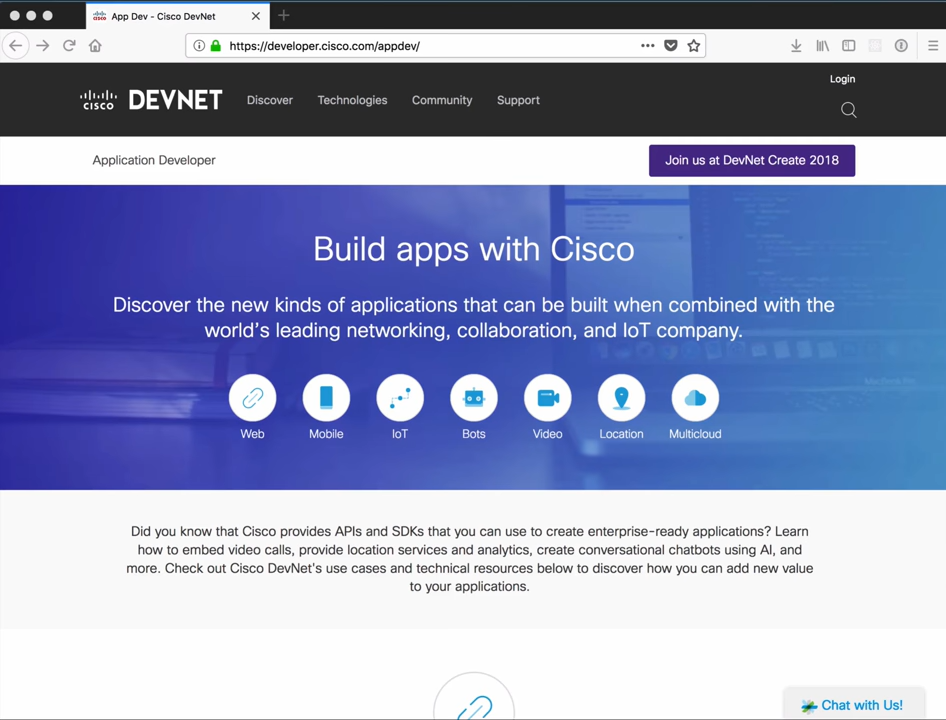 App Dev - Cisco DevNet
https://developer.cisco.com/appdev/
Login
CISCO DEVNET Discover Technologies Community Support
Application Developer Join us at DevNet Create 2018
Build apps with Cisco
Discover the new kinds of applications that can be built when combined with the
world's leading networking, collaboration, and IoT company.
Web Mobile IoT Bots Video Location Multicloud
Did you know that Cisco provides APIs and SDKs that you can use to create enterprise-ready applications? Learn
how to embed video calls, provide location services and analytics, create conversational chatbots using AI, and
more. Check out Cisco DevNet's use cases and technical resources below to discover how you can add new value
to your applications.
Chat with Us!